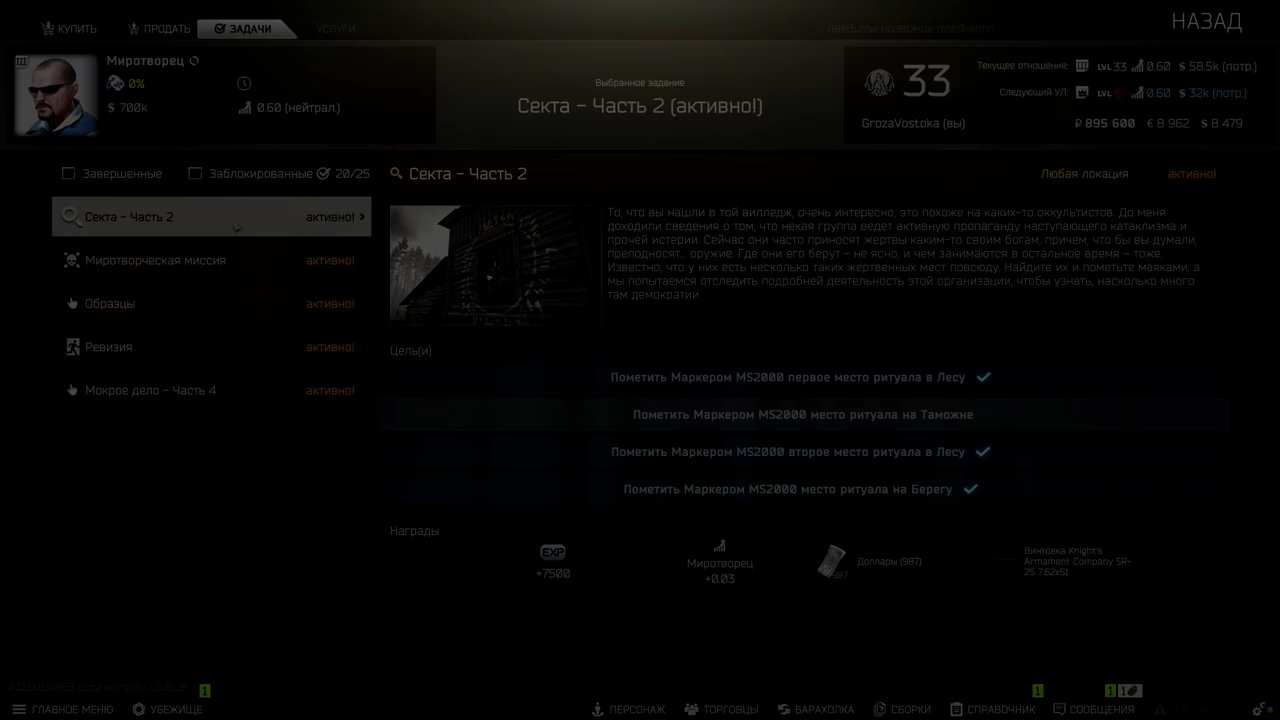 КУПИТЬ
ПРОДАТЬ
ЗАДАЧИ
УСЛУГИ
НАЗАД
III
Миротворец
0%
$ 700k
0.60 (нейтрал.)
Выбранное задание
Секта – Часть 2 (активно!)
33
GrozaVostoka (вы)
Текущее отношение: III LVL 33 0.60 $ 58.5k (потр.)
Следующий УЛ: LVL 0.60 $ 32k (потр.)
₽ 895 600 € 8 962 $ 8 479
Завершенные
Заблокированные
20/25
Секта – Часть 2 активно!
Миротворческая миссия активно!
Образцы активно!
Ревизия активно!
Мокрое дело – Часть 4 активно!
Секта – Часть 2
Любая локация
активно!
То, что вы нашли в той вилледж, очень интересно, это похоже на каких-то оккультистов. До меня
доходили сведения о том, что некая группа ведет активную пропаганду наступающего катаклизма и
прочей истерии. Сейчас они часто приносят жертвы каким-то своим богам, причем, что бы вы думали,
преподносят... оружие. Где они его берут – не ясно, и чем занимаются в остальное время – тоже.
Известно, что у них есть несколько таких жертвенных мест повсюду. Найдите их и пометьте маяками, а
мы попытаемся отследить подробней деятельность этой организации, чтобы узнать, насколько много
там демократии.
Цель(и)
Пометить Маркером MS2000 первое место ритуала в Лесу
Пометить Маркером MS2000 место ритуала на Таможне
Пометить Маркером MS2000 второе место ритуала в Лесу
Пометить Маркером MS2000 место ритуала на Берегу
Награды
EXP
+7500
Миротворец
+0.03
987
Доллары (987)
Винтовка Knight's
Armament Company SR-
25 7.62x51
1
1
1
1
ГЛАВНОЕ МЕНЮ
УБЕЖИЩЕ
ПЕРСОНАЖ
ТОРГОВЦЫ
БАРАХОЛКА
СБОРКИ
СПРАВОЧНИК
СООБЩЕНИЯ